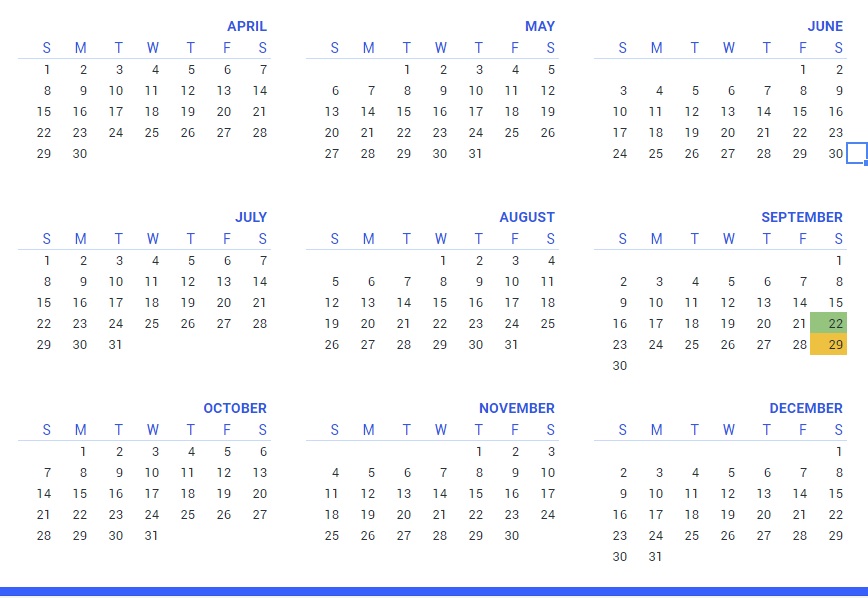 APRIL MAY JUNE
S M T W T F S S M T W T F S S M T W T F S
1 2 3 4 5 6 7 1 2 3 4 5 1 2
8 9 10 11 12 13 14 6 7 8 9 10 11 12 3 4 5 6 7 8 9
15 16 17 18 19 20 21 13 14 15 16 17 18 19 10 11 12 13 14 15 16
22 23 24 25 26 27 28 20 21 22 23 24 25 26 17 18 19 20 21 22 23
29 30 27 28 29 30 31 24 25 26 27 28 29 30
JULY AUGUST SEPTEMBER
S M T W T F S S M T W T F S S M T W T F S
1 2 3 4 5 6 7 1 2 3 4 1
8 9 10 11 12 13 14 5 6 7 8 9 10 11 2 3 4 5 6 7 8
15 16 17 18 19 20 21 12 13 14 15 16 17 18 9 10 11 12 13 14 15
22 23 24 25 26 27 28 19 20 21 22 23 24 25 16 17 18 19 20 21 22
29 30 31 26 27 28 29 30 31 23 24 25 26 27 28 29
30
OCTOBER NOVEMBER DECEMBER
S M T W T F S S M T W T F S S M T W T F S
1 2 3 4 5 6 1 2 3 1
7 8 9 10 11 12 13 4 5 6 7 8 9 10 2 3 4 5 6 7 8
14 15 16 17 18 19 20 11 12 13 14 15 16 17 9 10 11 12 13 14 15
21 22 23 24 25 26 27 18 19 20 21 22 23 24 16 17 18 19 20 21 22
28 29 30 31 25 26 27 28 29 30 23 24 25 26 27 28 29
30 31